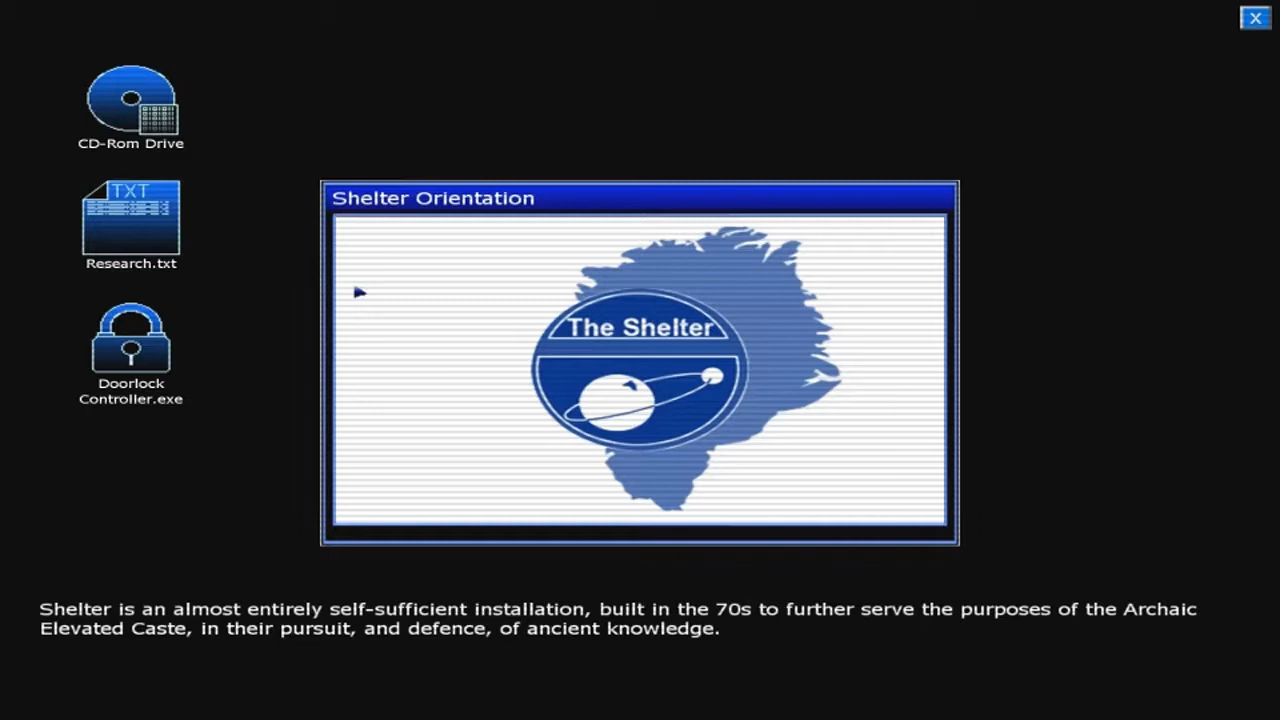 X
CD-Rom Drive
TXT
Research.txt
Doorlock
Controller.exe
Shelter Orientation
The Shelter
Shelter is an almost entirely self-sufficient installation, built in the 70s to further serve the purposes of the Archaic
Elevated Caste, in their pursuit, and defence, of ancient knowledge.